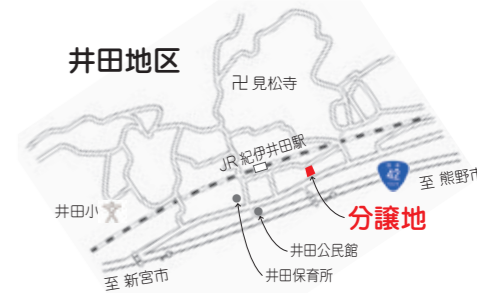 井田地区
卍 見松寺
JR 紀伊井田駅
42
至 熊野市
井田小
分譲地
井田公民館
井田保育所
至 新宮市